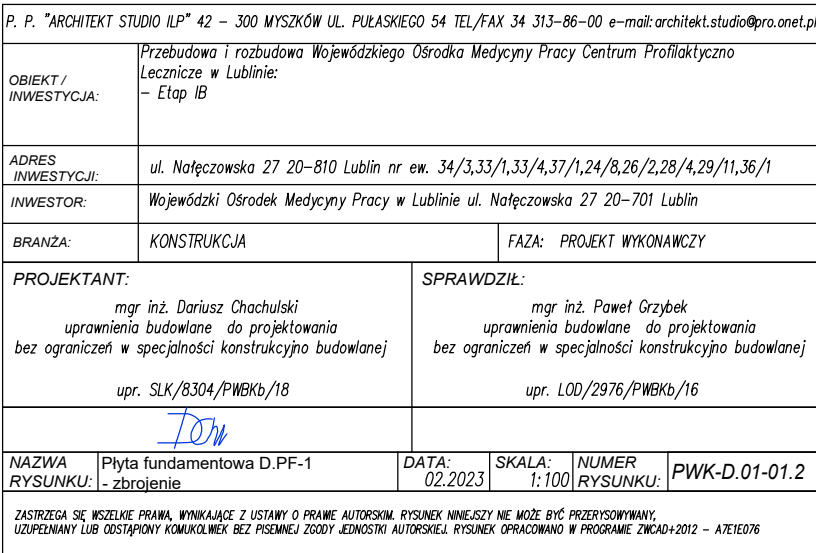 P. P. "ARCHITEKT STUDIO ILP" 42 - 300 MYSZKÓW UL. PUŁASKIEGO 54 TEL/FAX 34 313-86-00 e-mail: architekt.studio@pro.onet.pl
OBIEKT / INWESTYCJA:
Przebudowa i rozbudowa Wojewódzkiego Ośrodka Medycyny Pracy Centrum Profilaktyczno
Lecznicze w Lublinie:
- Etap IB
ADRES INWESTYCJI:
ul. Nałęczowska 27 20-810 Lublin nr ew. 34/3,33/1,33/4,37/1,24/8,26/2,28/4,29/11,36/1
INWESTOR:
Wojewódzki Ośrodek Medycyny Pracy w Lublinie ul. Nałęczowska 27 20-701 Lublin
BRANŻA:
KONSTRUKCJA
FAZA: PROJEKT WYKONAWCZY
PROJEKTANT:
mgr inż. Dariusz Chachulski
uprawnienia budowlane do projektowania
bez ograniczeń w specjalności konstrukcyjno budowlanej
upr. SLK/8304/PWBKb/18
SPRAWDZIŁ:
mgr inż. Paweł Grzybek
uprawnienia budowlane do projektowania
bez ograniczeń w specjalności konstrukcyjno budowlanej
upr. LOD/2976/PWBKb/16
NAZWA RYSUNKU:
Płyta fundamentowa D.PF-1
- zbrojenie
DATA:
02.2023
SKALA:
1:100
NUMER RYSUNKU:
PWK-D.01-01.2
ZASTRZEGA SIĘ WSZELKIE PRAWA, WYNIKAJĄCE Z USTAWY O PRAWIE AUTORSKIM. RYSUNEK NINIEJSZY NIE MOŻE BYĆ PRZERYSOWYWANY,
UZUPEŁNIANY LUB ODSTĄPIONY KOMUKOLWIEK BEZ PISEMNEJ ZGODY JEDNOSTKI AUTORSKIEJ. RYSUNEK OPRACOWANO W PROGRAMIE ZWCAD+2012 - A7E1E076